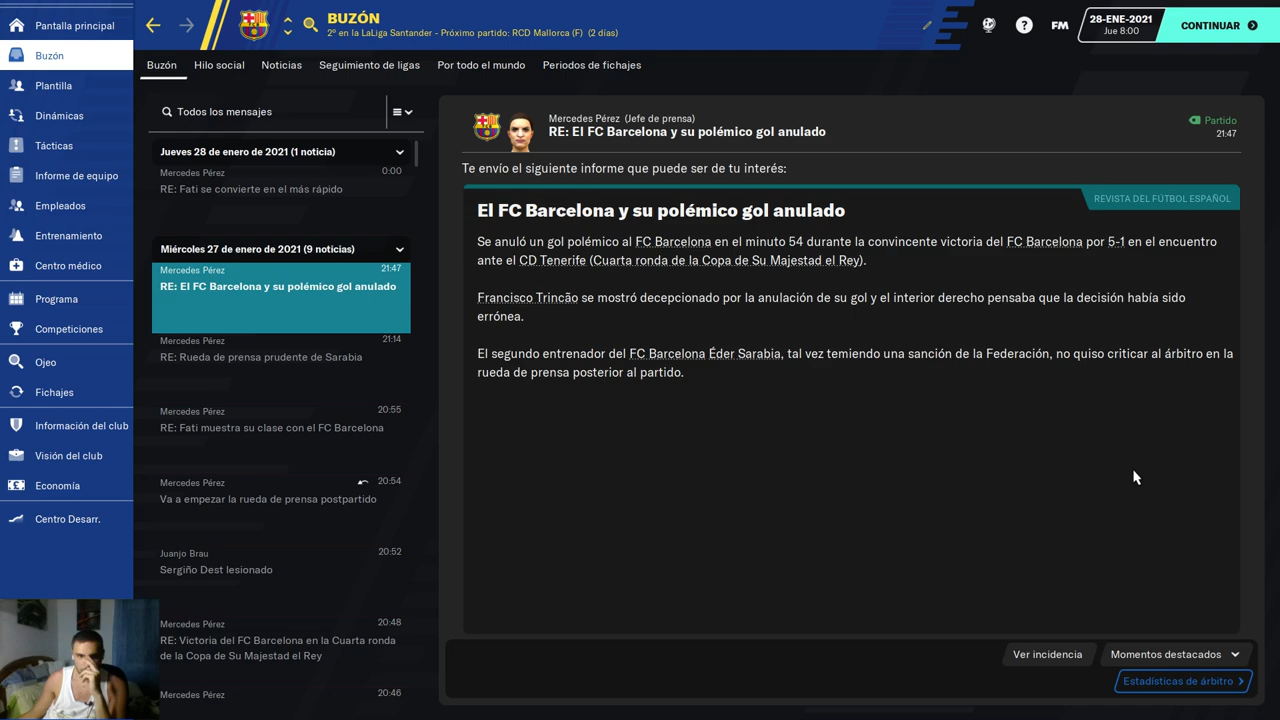 Pantalla principal
Buzón
Plantilla
Dinámicas
Tácticas
Informe de equipo
Empleados
Entrenamiento
Centro médico
Programa
Competiciones
Ojeo
Fichajes
Información del club
Visión del club
Economía
Centro Desarr.
BUZÓN
2º en la LaLiga Santander - Próximo partido: RCD Mallorca (F) (2 días)
FM
28-ENE-2021
Jue 8:00
CONTINUAR
Buzón Hilo social Noticias Seguimiento de ligas Por todo el mundo Periodos de fichajes
Todos los mensajes
Jueves 28 de enero de 2021 (1 noticia)
Mercedes Pérez 0:00
RE: Fati se convierte en el más rápido
Miércoles 27 de enero de 2021 (9 noticias)
Mercedes Pérez 21:47
RE: El FC Barcelona y su polémico gol anulado
Mercedes Pérez 21:14
RE: Rueda de prensa prudente de Sarabia
Mercedes Pérez 20:55
RE: Fati muestra su clase con el FC Barcelona
Mercedes Pérez 20:54
Va a empezar la rueda de prensa postpartido
Juanjo Brau 20:52
Sergiño Dest lesionado
Mercedes Pérez 20:48
RE: Victoria del FC Barcelona en la Cuarta ronda
de la Copa de Su Majestad el Rey
Mercedes Pérez 20:46
Mercedes Pérez (Jefe de prensa)
RE: El FC Barcelona y su polémico gol anulado
Partido
21:47
Te envío el siguiente informe que puede ser de tu interés:
REVISTA DEL FÚTBOL ESPAÑOL
El FC Barcelona y su polémico gol anulado
Se anuló un gol polémico al FC Barcelona en el minuto 54 durante la convincente victoria del FC Barcelona por 5-1 en el encuentro
ante el CD Tenerife (Cuarta ronda de la Copa de Su Majestad el Rey).
Francisco Trincão se mostró decepcionado por la anulación de su gol y el interior derecho pensaba que la decisión había sido
errónea.
El segundo entrenador del FC Barcelona Éder Sarabia, tal vez temiendo una sanción de la Federación, no quiso criticar al árbitro en la
rueda de prensa posterior al partido.
Ver incidencia
Momentos destacados
Estadísticas de árbitro